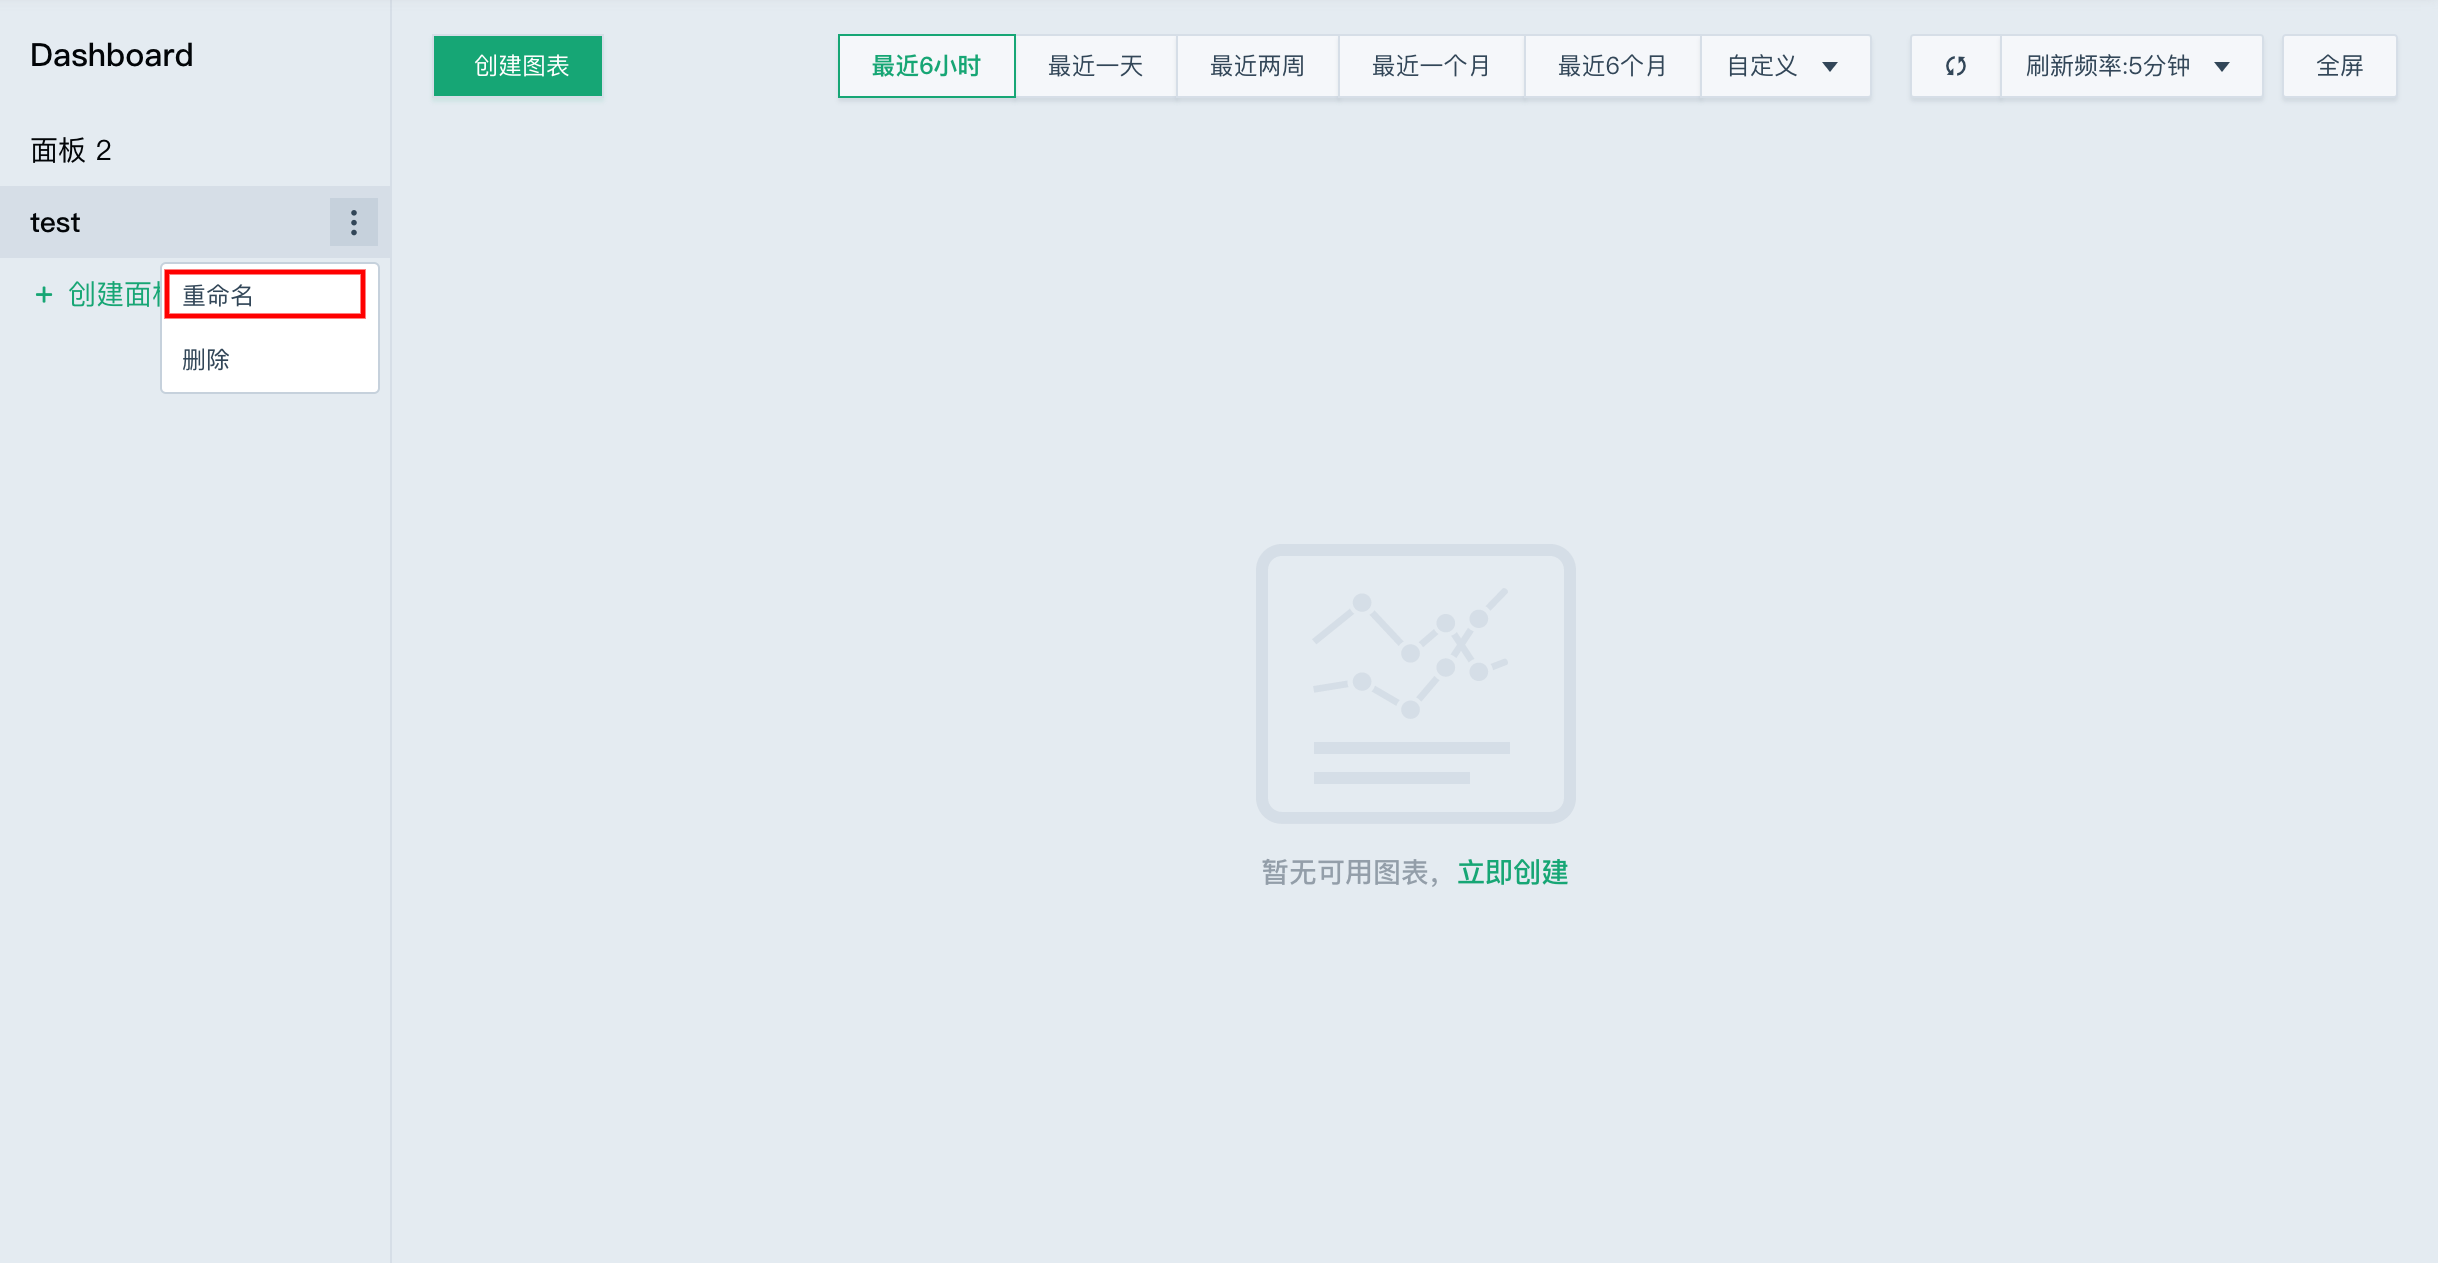 Dashboard
创建图表
最近6小时
最近一天
最近两周
最近一个月
最近6个月
自定义
刷新频率:5分钟
全屏
面板 2
test
+ 创建面
重命名
删除
暂无可用图表，立即创建